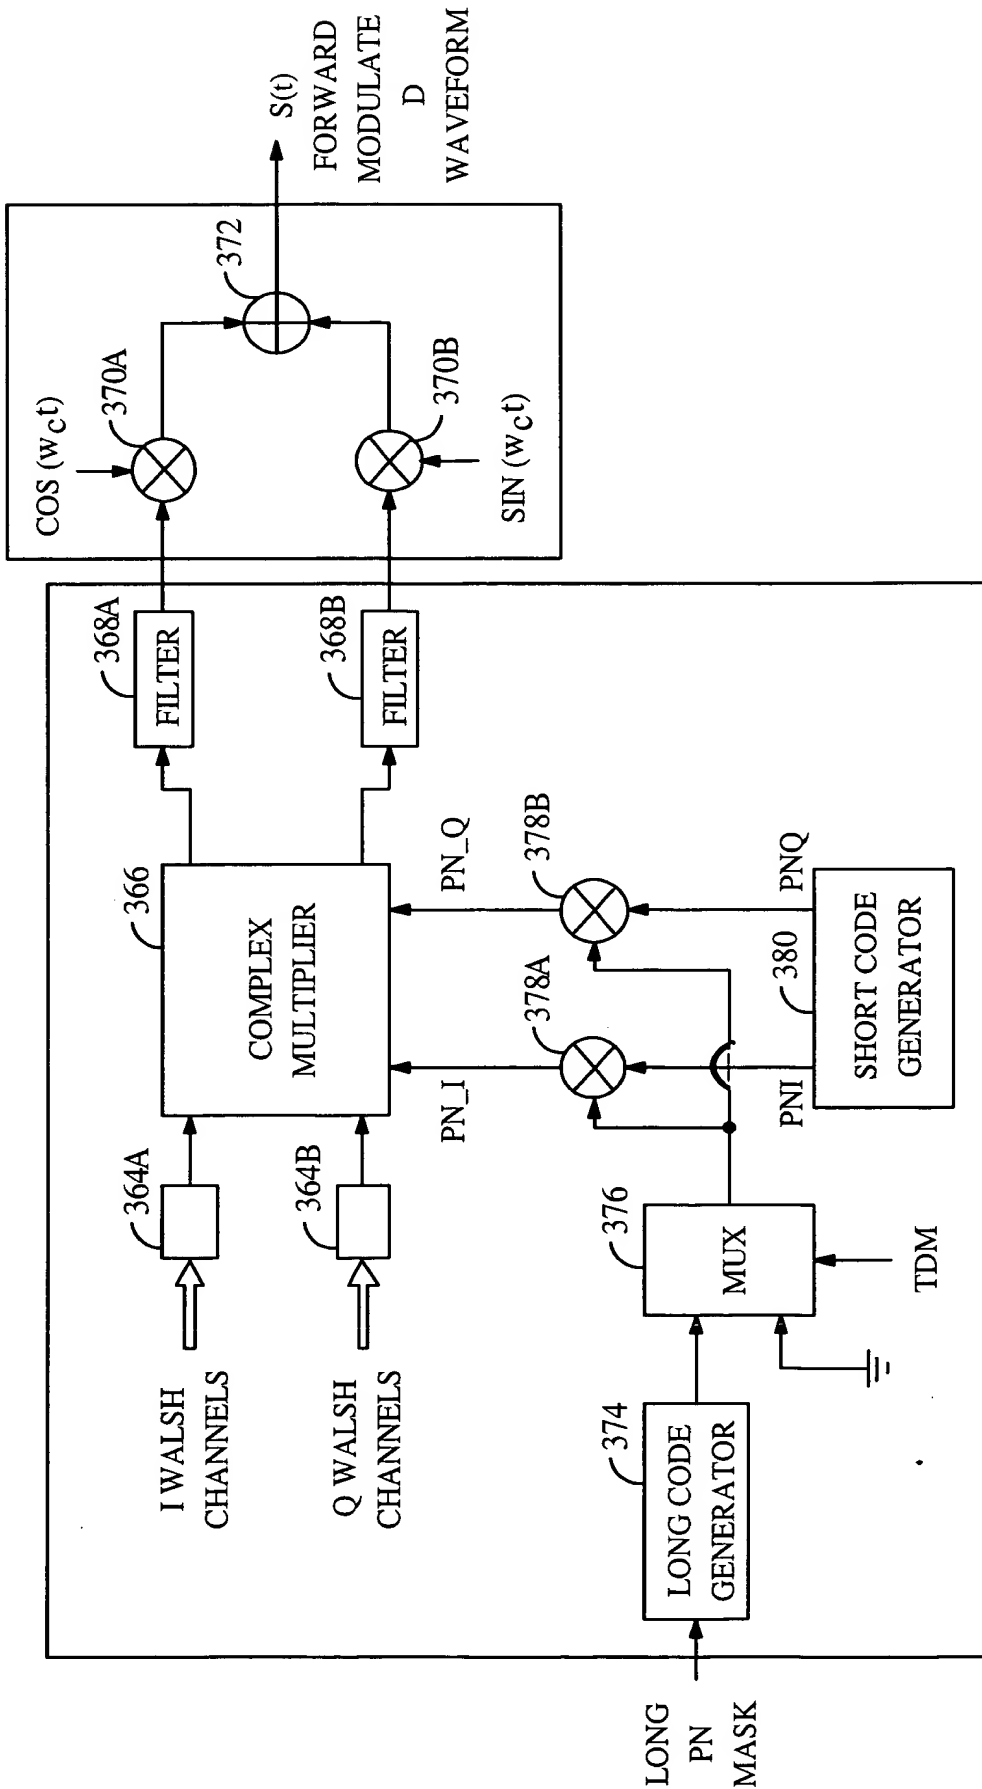 I WALSH
CHANNELS
364A
Q WALSH
CHANNELS
364B
366
COMPLEX
MULTIPLIER
368A
FILTER
368B
FILTER
COS (wct)
370A
370B
SIN (wct)
372
S(t)
FORWARD
MODULATE
D
WAVEFORM
PN_I
PN_Q
378A
378B
LONG
PN
MASK
374
LONG CODE
GENERATOR
376
MUX
TDM
PNI
PNQ
380
SHORT CODE
GENERATOR